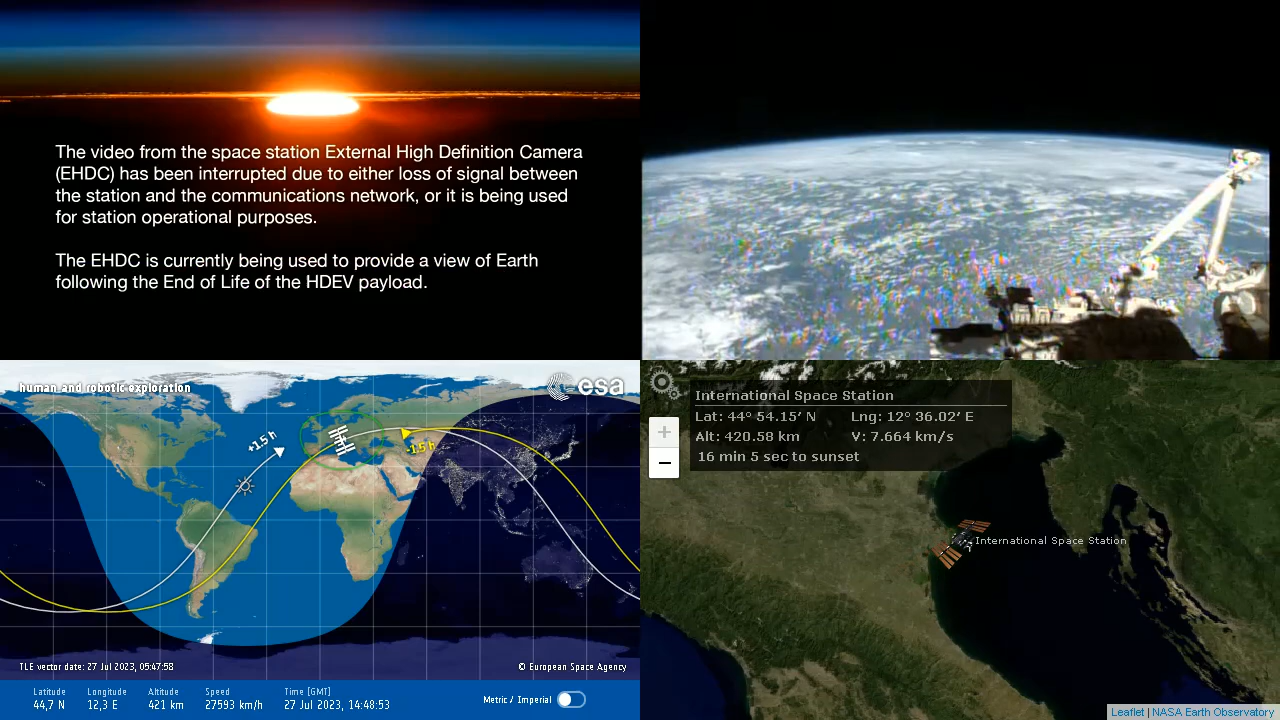 The video from the space station External High Definition Camera
(EHDC) has been interrupted due to either loss of signal between
the station and the communications network, or it is being used
for station operational purposes.
The EHDC is currently being used to provide a view of Earth
following the End of Life of the HDEV payload.
human and robotic exploration
esa
+1.5 h
-1.5 h
TLE vector date: 27 Jul 2023, 05:47:58
© European Space Agency
Latitude Longitude Altitude Speed Time [GMT]
44,7 N 12,3 E 421 km 27593 km/h 27 Jul 2023, 14:48:53
Metric / Imperial
International Space Station
Lat: 44° 54.15′ N Lng: 12° 36.02′ E
Alt: 420.58 km V: 7.664 km/s
16 min 5 sec to sunset
+
−
International Space Station
Leaflet | NASA Earth Observatory